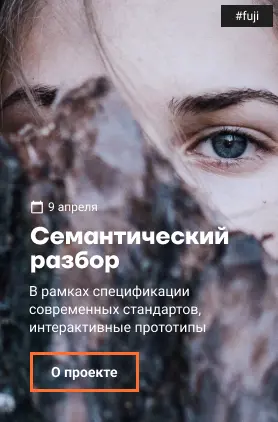 #fuji
9 апреля
Семантический
разбор
В рамках спецификации
современных стандартов,
интерактивные прототипы
О проекте